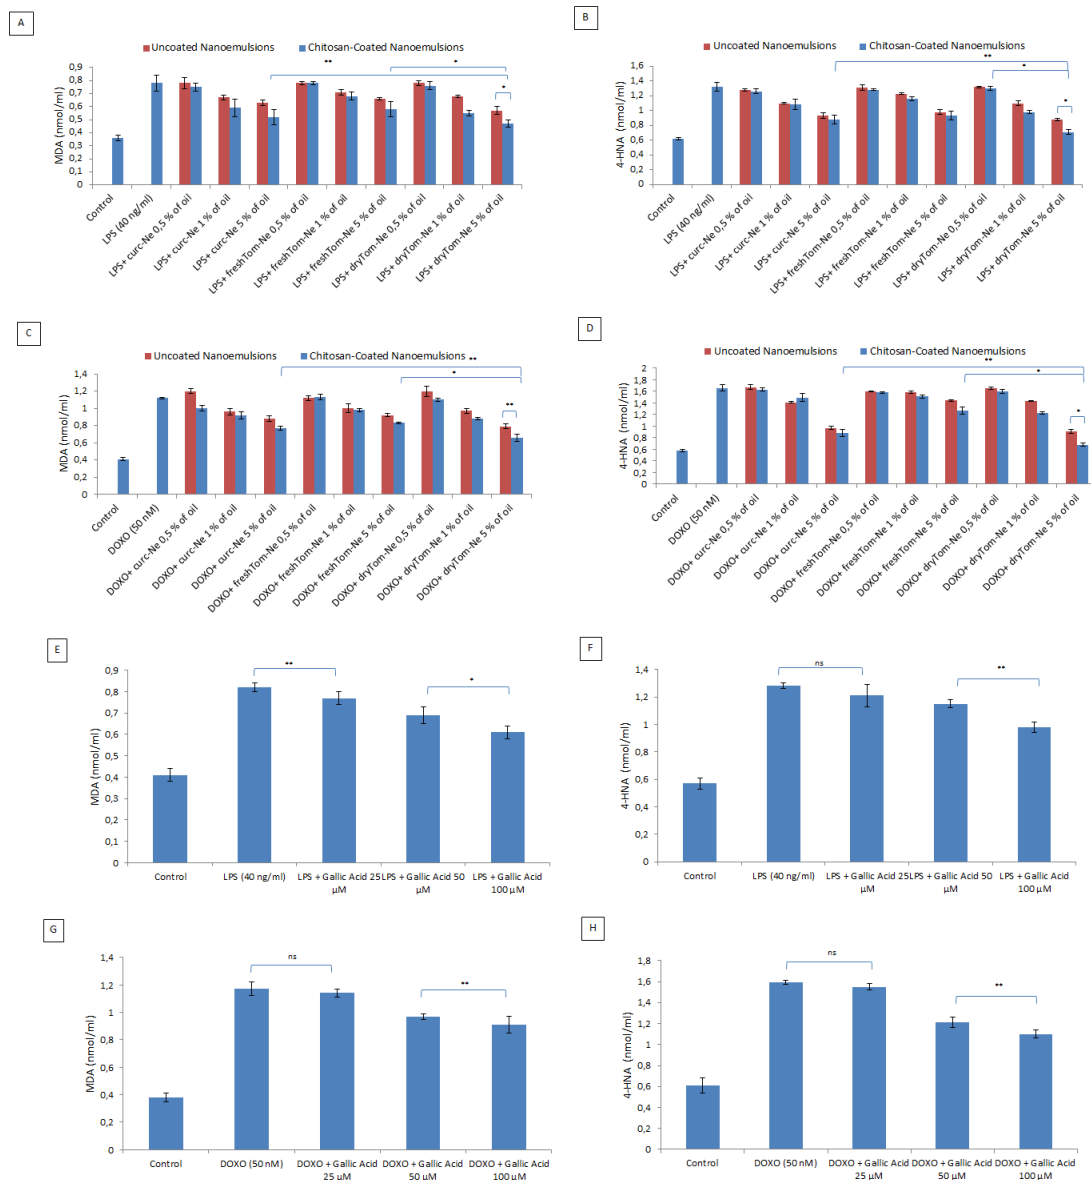 A
Uncoated Nanoemulsions
Chitosan-Coated Nanoemulsions
**
*
*
MDA (nmol/ml)
0,9
0,8
0,7
0,6
0,5
0,4
0,3
0,2
0,1
0
Control
LPS (40 ng/ml)
LPS+ curc-Ne 0,5 % of oil
LPS+ curc-Ne 1 % of oil
LPS+ curc-Ne 5 % of oil
LPS+ freshTom-Ne 0,5 % of oil
LPS+ freshTom-Ne 1 % of oil
LPS+ freshTom-Ne 5 % of oil
LPS+ dryTom-Ne 0,5 % of oil
LPS+ dryTom-Ne 1 % of oil
LPS+ dryTom-Ne 5 % of oil
B
Uncoated Nanoemulsions
Chitosan-Coated Nanoemulsions
**
*
*
4-HNA (nmol/ml)
1,6
1,4
1,2
1
0,8
0,6
0,4
0,2
0
Control
LPS (40 ng/ml)
LPS+ curc-Ne 0,5 % of oil
LPS+ curc-Ne 1 % of oil
LPS+ curc-Ne 5 % of oil
LPS+ freshTom-Ne 0,5 % of oil
LPS+ freshTom-Ne 1 % of oil
LPS+ freshTom-Ne 5 % of oil
LPS+ dryTom-Ne 0,5 % of oil
LPS+ dryTom-Ne 1 % of oil
LPS+ dryTom-Ne 5 % of oil
C
Uncoated Nanoemulsions
Chitosan-Coated Nanoemulsions
**
*
**
MDA (nmol/ml)
1,4
1,2
1
0,8
0,6
0,4
0,2
0
Control
DOXO (50 nM)
DOXO+ curc-Ne 0,5 % of oil
DOXO+ curc-Ne 1 % of oil
DOXO+ curc-Ne 5 % of oil
DOXO+ freshTom-Ne 0,5 % of oil
DOXO+ freshTom-Ne 1 % of oil
DOXO+ freshTom-Ne 5 % of oil
DOXO+ dryTom-Ne 0,5 % of oil
DOXO+ dryTom-Ne 1 % of oil
DOXO+ dryTom-Ne 5 % of oil
D
Uncoated Nanoemulsions
Chitosan-Coated Nanoemulsions
**
*
*
4-HNA (nmol/ml)
2
1,8
1,6
1,4
1,2
1
0,8
0,6
0,4
0,2
0
Control
DOXO (50 nM)
DOXO+ curc-Ne 0,5 % of oil
DOXO+ curc-Ne 1 % of oil
DOXO+ curc-Ne 5 % of oil
DOXO+ freshTom-Ne 0,5 % of oil
DOXO+ freshTom-Ne 1 % of oil
DOXO+ freshTom-Ne 5 % of oil
DOXO+ dryTom-Ne 0,5 % of oil
DOXO+ dryTom-Ne 1 % of oil
DOXO+ dryTom-Ne 5 % of oil
E
**
*
MDA (nmol/ml)
0,9
0,8
0,7
0,6
0,5
0,4
0,3
0,2
0,1
0
Control
LPS (40 ng/ml)
LPS + Gallic Acid 25
µM
LPS + Gallic Acid 50
µM
LPS + Gallic Acid
100 µM
F
ns
**
4-HNA (nmol/ml)
1,4
1,2
1
0,8
0,6
0,4
0,2
0
Control
LPS (40 ng/ml)
LPS + Gallic Acid 25
µM
LPS + Gallic Acid 50
µM
LPS + Gallic Acid
100 µM
G
ns
**
MDA (nmol/ml)
1,4
1,2
1
0,8
0,6
0,4
0,2
0
Control
DOXO (50 nM)
DOXO + Gallic Acid
25 µM
DOXO + Gallic Acid
50 µM
DOXO + Gallic Acid
100 µM
H
ns
**
4-HNA (nmol/ml)
1,8
1,6
1,4
1,2
1
0,8
0,6
0,4
0,2
0
Control
DOXO (50 nM)
DOXO + Gallic Acid
25 µM
DOXO + Gallic Acid
50 µM
DOXO + Gallic Acid
100 µM